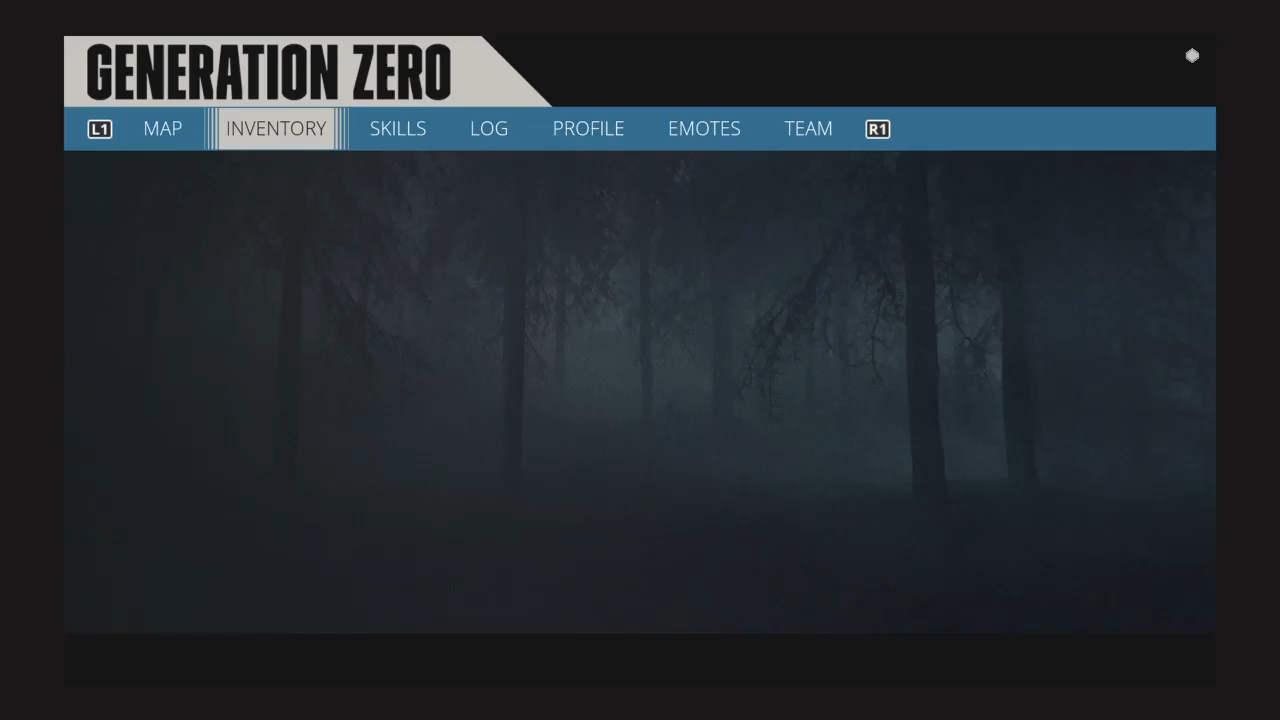 GENERATION ZERO
L1 MAP INVENTORY SKILLS LOG PROFILE EMOTES TEAM R1